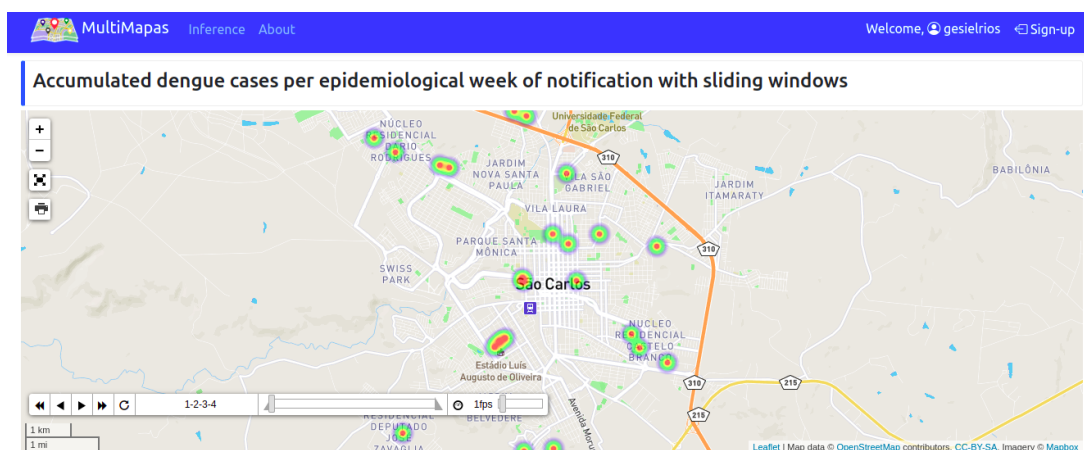 MultiMapas Inference About Welcome, gesielrios Sign-up
Accumulated dengue cases per epidemiological week of notification with sliding windows
+
−
Universidade Federal
de São Carlos
NÚCLEO
RESIDENCIAL
DARIO
RODRIGUES
310
JARDIM
NOVA SANTA
PAULA
VILA SÃO
GABRIEL
JARDIM
ITAMARATY
BABILÔNIA
VILA LAURA
PARQUE SANTA
MÔNICA
310
SWISS
PARK
São Carlos
NUCLEO
RESIDENCIAL
CASTELO
BRANCO
Estádio Luís
Augusto de Oliveira
310
215
215
1-2-3-4
1fps
RESIDENCIAL
DEPUTADO
JOSÉ
ZAVAGLIA
BELVEDERE
Avenida Moru
1 km
1 mi
Leaflet | Map data © OpenStreetMap contributors, CC-BY-SA, Imagery © Mapbox